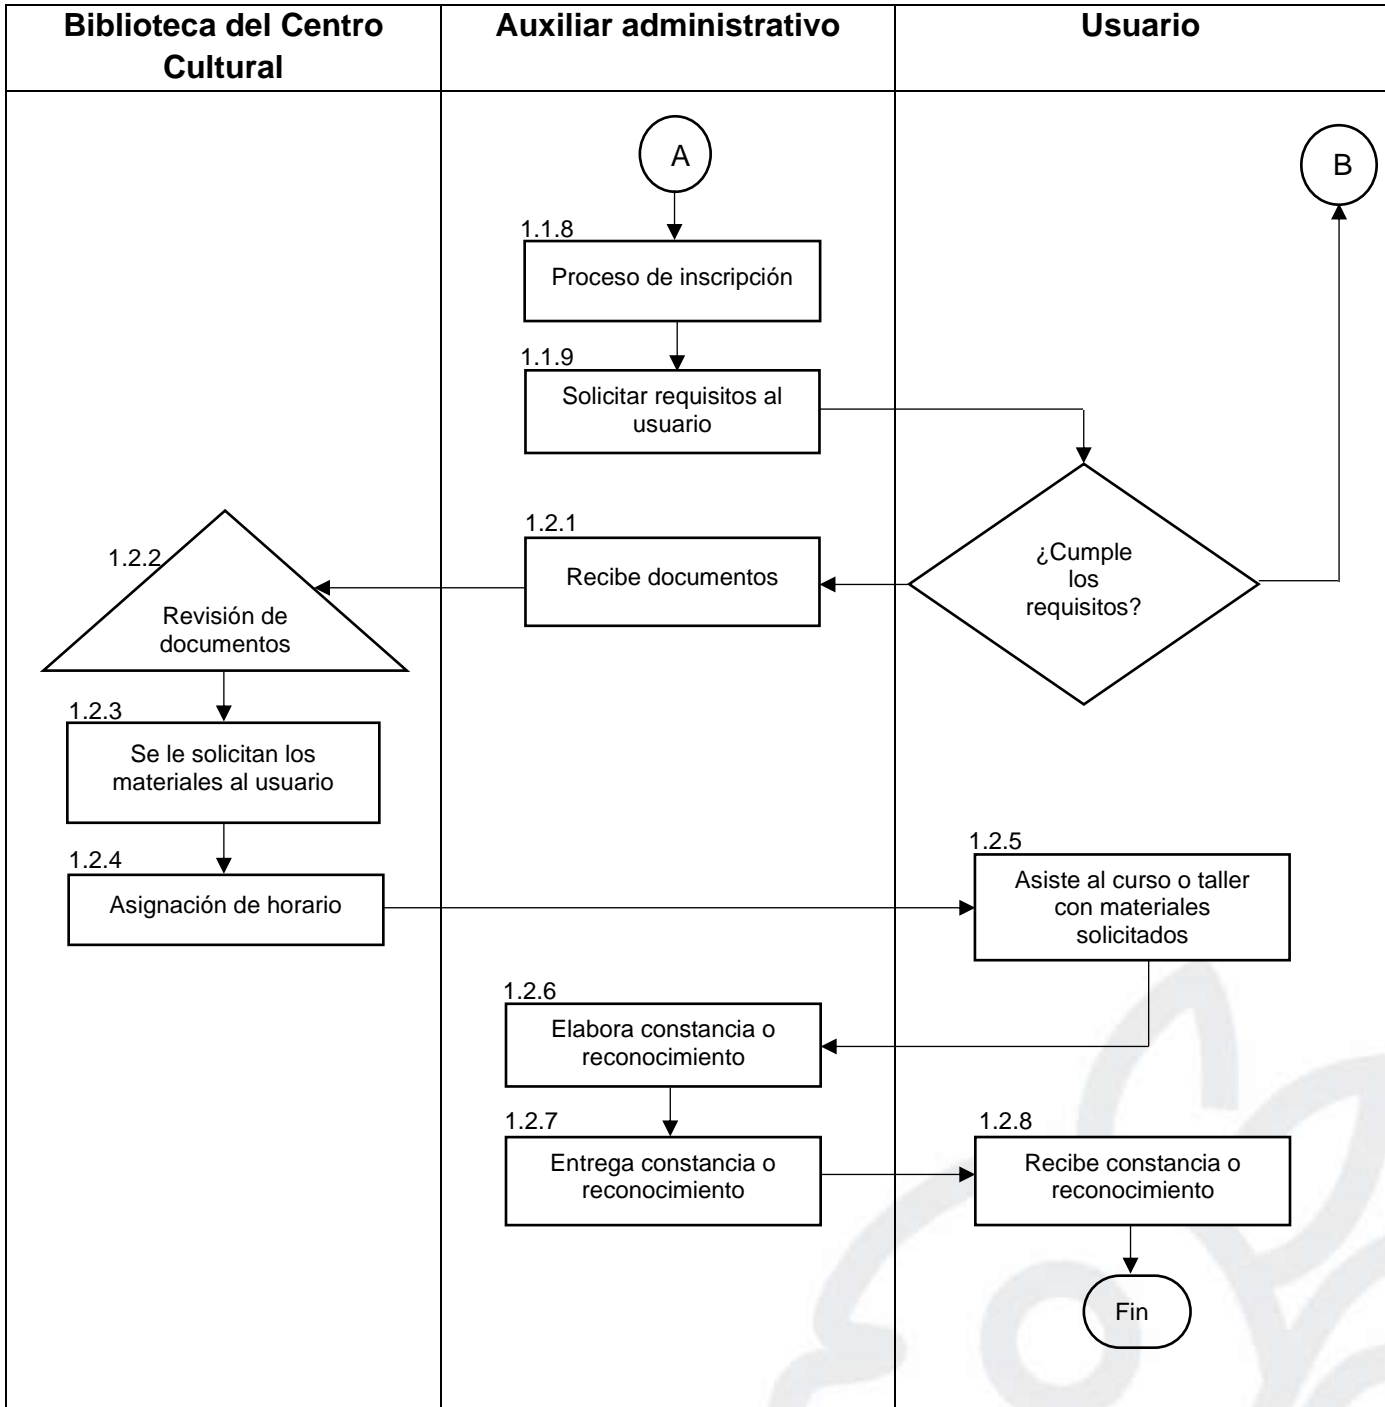 Biblioteca del Centro
Cultural
Auxiliar administrativo
Usuario
A
B
1.1.8
Proceso de inscripción
1.1.9
Solicitar requisitos al
usuario
¿Cumple
los
requisitos?
1.2.1
Recibe documentos
1.2.2
Revisión de
documentos
1.2.3
Se le solicitan los
materiales al usuario
1.2.4
Asignación de horario
1.2.5
Asiste al curso o taller
con materiales
solicitados
1.2.6
Elabora constancia o
reconocimiento
1.2.7
Entrega constancia o
reconocimiento
1.2.8
Recibe constancia o
reconocimiento
Fin